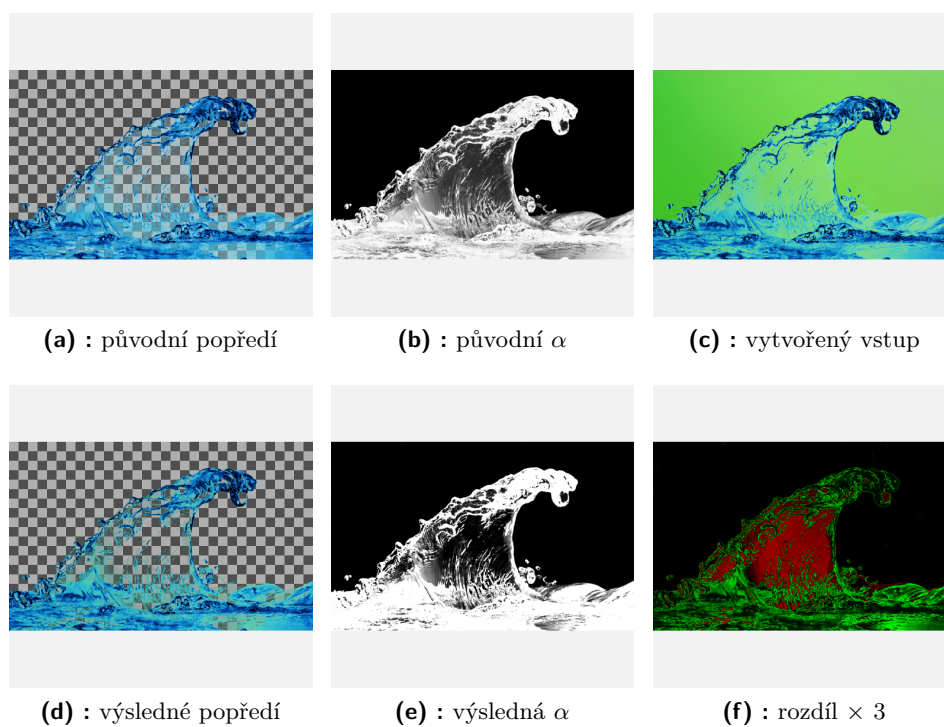 (a) : původní popředí
(b) : původní α
(c) : vytvořený vstup
(d) : výsledné popředí
(e) : výsledná α
(f) : rozdíl × 3